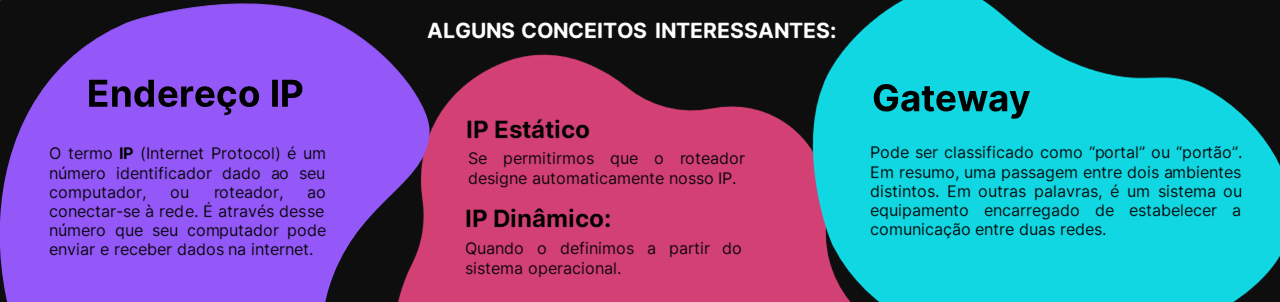 ALGUNS CONCEITOS INTERESSANTES:
Endereço IP
O termo IP (Internet Protocol) é um
número identificador dado ao seu
computador, ou roteador, ao
conectar-se à rede. É através desse
número que seu computador pode
enviar e receber dados na internet.
IP Estático
Se permitirmos que o roteador
designe automaticamente nosso IP.
IP Dinâmico:
Quando o definimos a partir do
sistema operacional.
Gateway
Pode ser classificado como “portal” ou “portão”.
Em resumo, uma passagem entre dois ambientes
distintos. Em outras palavras, é um sistema ou
equipamento encarregado de estabelecer a
comunicação entre duas redes.